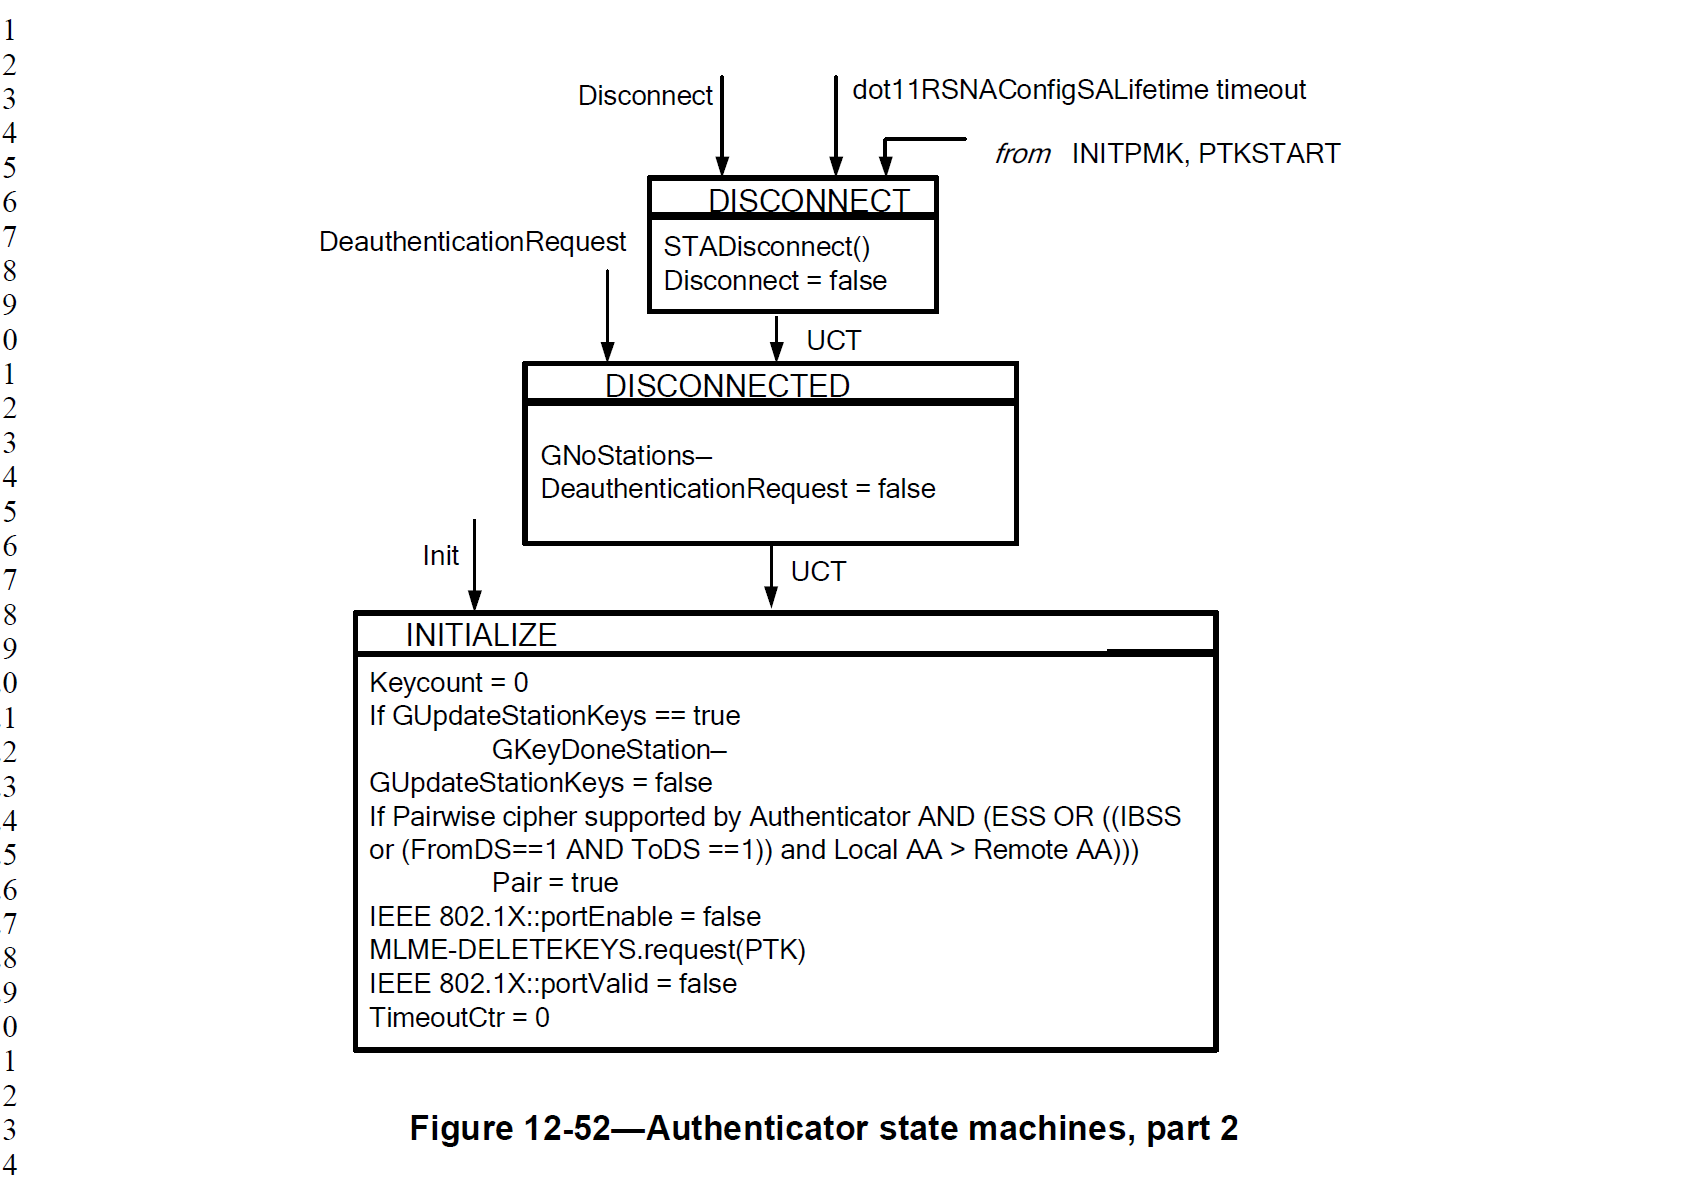 1
2
3
4
5
6
7
8
9
0
1
2
3
4
5
6
7
8
9
0
1
2
3
4
5
6
7
8
9
0
1
2
3
4
Disconnect
dot11RSNAConfigSALifetime timeout
from INITPMK, PTKSTART
DISCONNECT
STADisconnect()
Disconnect = false
DeauthenticationRequest
UCT
DISCONNECTED
GNoStations–
DeauthenticationRequest = false
Init
UCT
INITIALIZE
Keycount = 0
If GUpdateStationKeys == true
GKeyDoneStation–
GUpdateStationKeys = false
If Pairwise cipher supported by Authenticator AND (ESS OR ((IBSS
or (FromDS==1 AND ToDS ==1)) and Local AA > Remote AA)))
Pair = true
IEEE 802.1X::portEnable = false
MLME-DELETEKEYS.request(PTK)
IEEE 802.1X::portValid = false
TimeoutCtr = 0
Figure 12-52—Authenticator state machines, part 2